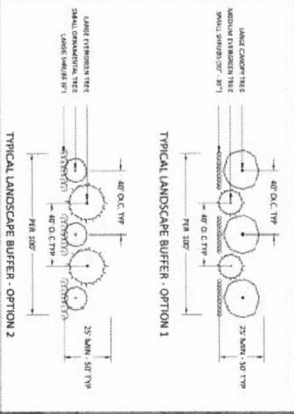 LARGE CANOPY TREE
MEDIUM EVERGREEN TREE
SMALL SHRUBS (30" - 36")
40' O.C. TYP
40' O.C. TYP
PER 100'
25' MIN - 50' TYP
TYPICAL LANDSCAPE BUFFER - OPTION 1
LARGE EVERGREEN TREE
SMALL ORNAMENTAL TREE
LARGE SHRUB (6')
40' O.C. TYP
40' O.C. TYP
PER 100'
25' MIN - 50' TYP
TYPICAL LANDSCAPE BUFFER - OPTION 2